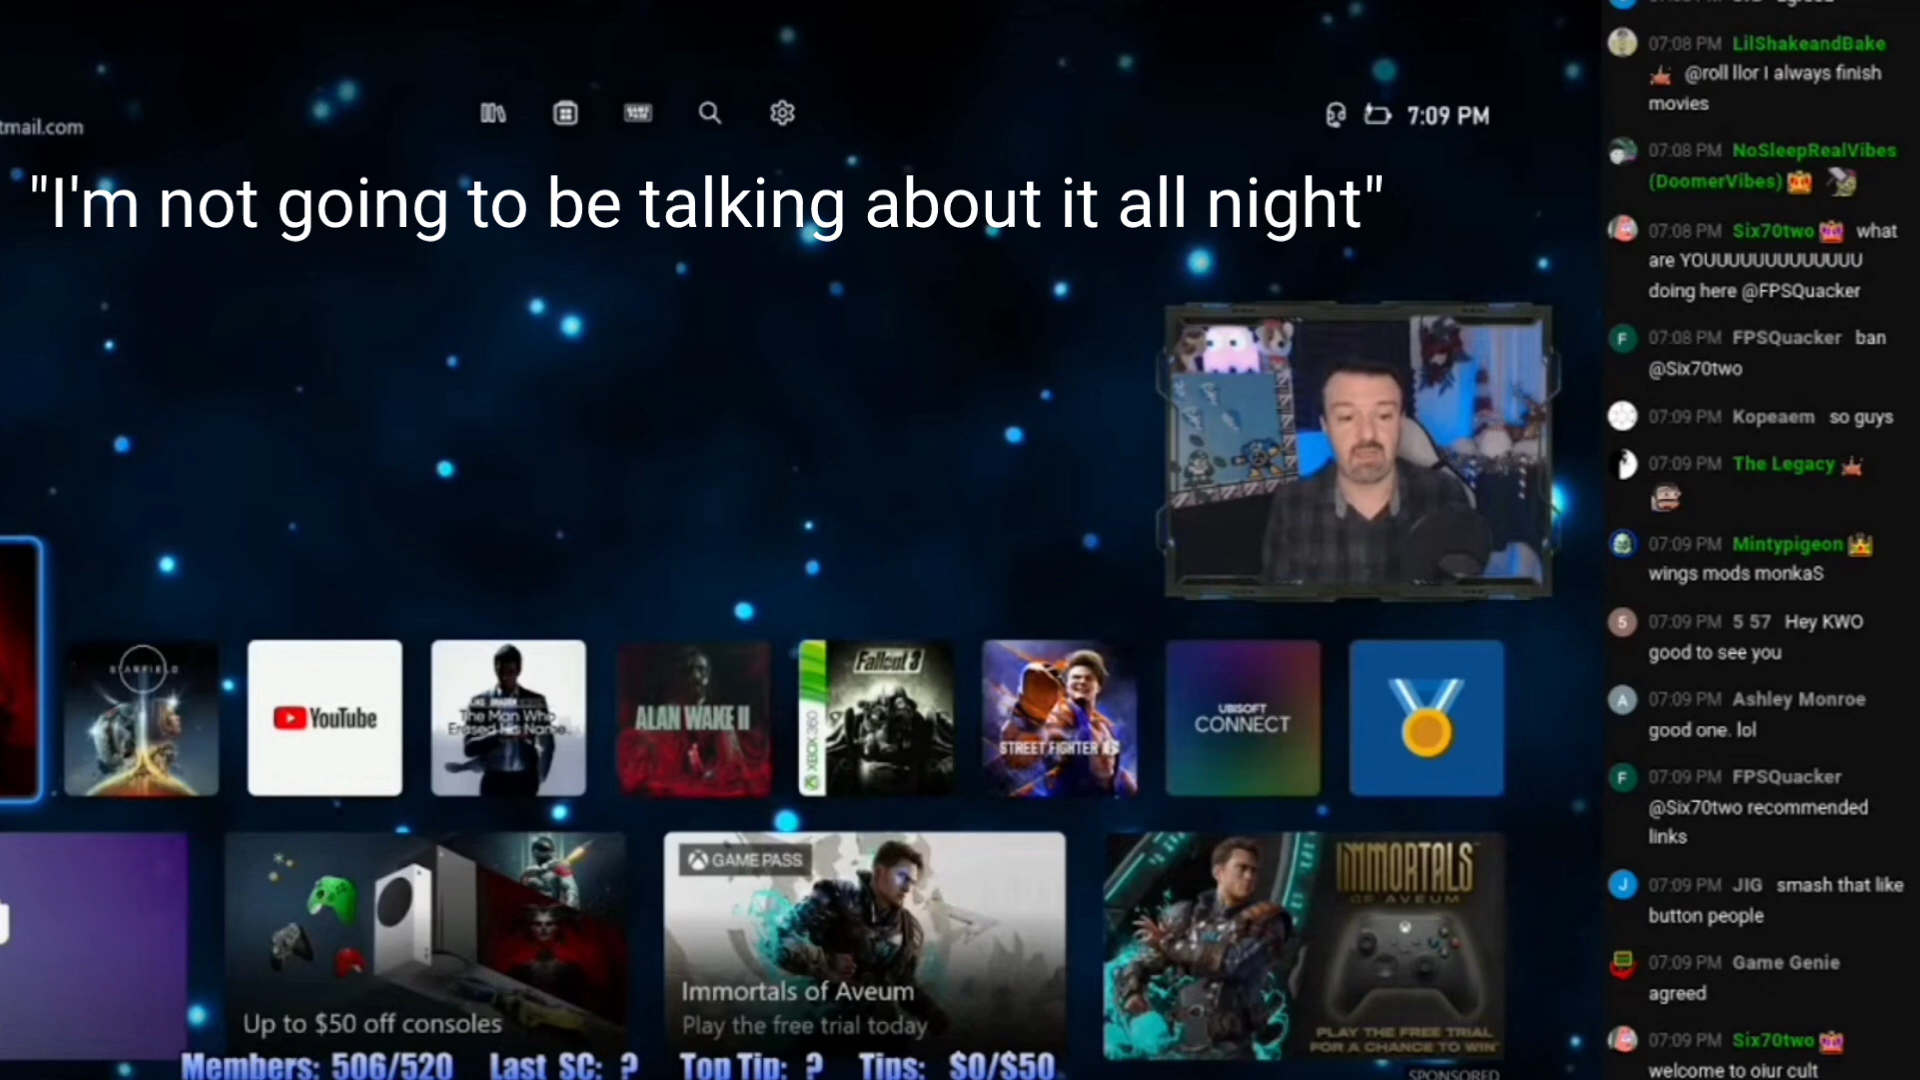 tmail.com
7:09 PM
"I'm not going to be talking about it all night"
STARFIELD
YouTube
The Man Who
Erased His Name
ALAN WAKE II
XBOX 360
Fallout 3
STREET FIGHTER
UBISOFT
CONNECT
Up to $50 off consoles
GAME PASS
Immortals of Aveum
Play the free trial today
IMMORTALS
OF AVEUM
PLAY THE FREE TRIAL
FOR A CHANCE TO WIN
SPONSORED
Members: 506/520 Last SC: ? Top Tip: ? Tips: $0/$50
07:08 PM LilShakeandBake
@roll llor I always finish
movies
07:08 PM NoSleepRealVibes
(DoomerVibes)
07:08 PM Six70two what
are YOUUUUUUUUUUUUU
doing here @FPSQuacker
07:08 PM FPSQuacker ban
@Six70two
07:09 PM Kopeaem so guys
07:09 PM The Legacy
07:09 PM Mintypigeon
wings mods monkaS
07:09 PM 5 57 Hey KWO
good to see you
07:09 PM Ashley Monroe
good one. lol
07:09 PM FPSQuacker
@Six70two recommended
links
07:09 PM JIG smash that like
button people
07:09 PM Game Genie
agreed
07:09 PM Six70two
welcome to oiur cult